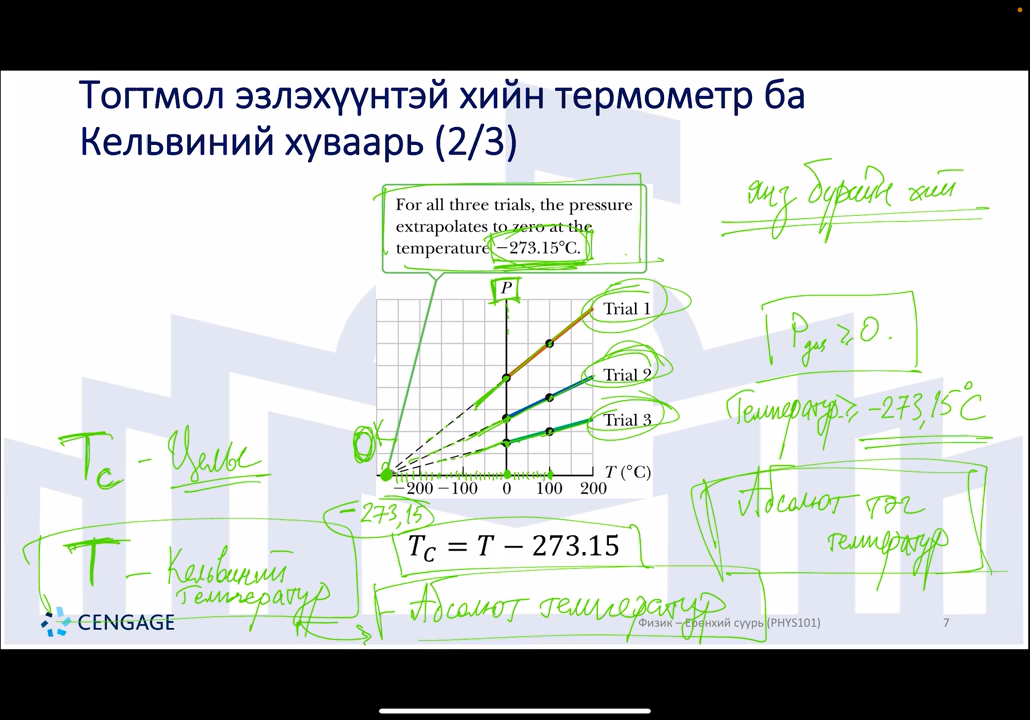 Тогтмол эзлэхүүнтэй хийн термометр ба
Кельвиний хуваарь (2/3)
янз бүрийн хий
For all three trials, the pressure
extrapolates to zero at the
temperature −273.15°C.
P
Trial 1
Trial 2
Trial 3
P ≥ 0.
Температур ≥ −273,15°C
0K
T (°C)
−200 −100 0 100 200
−273,15
T_C – Цельс
Абсолют тэг
температур
T_C = T − 273.15
T – Кельвиний
температур
– Абсолют температур
CENGAGE
Физик – Ерөнхий суурь (PHYS101)
7